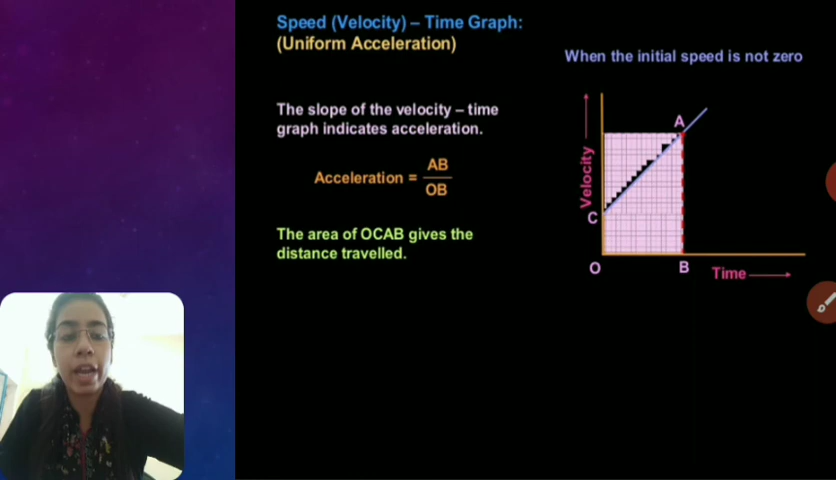 Speed (Velocity) – Time Graph:
(Uniform Acceleration)
When the initial speed is not zero
The slope of the velocity – time
graph indicates acceleration.
Acceleration = AB
OB
The area of OCAB gives the
distance travelled.
A
Velocity
C
O
B
Time